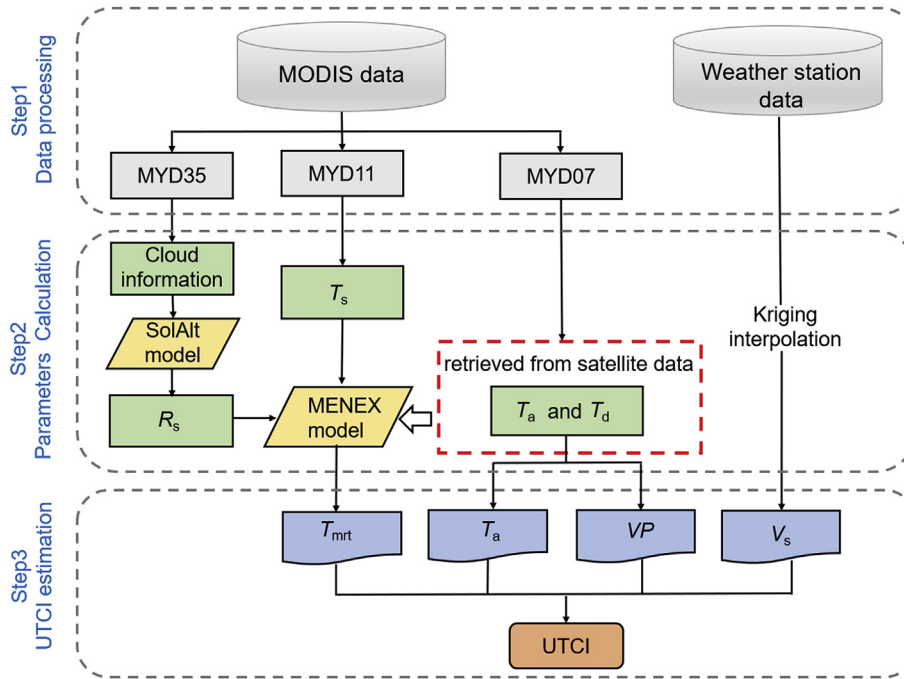 Step1
Data processing
MODIS data
Weather station
data
MYD35
MYD11
MYD07
Step2
Parameters Calculation
Cloud
information
Ts
SolAlt
model
Kriging
interpolation
retrieved from satellite data
Rs
MENEX
model
Ta and Td
Step3
UTCI estimation
Tmrt
Ta
VP
Vs
UTCI